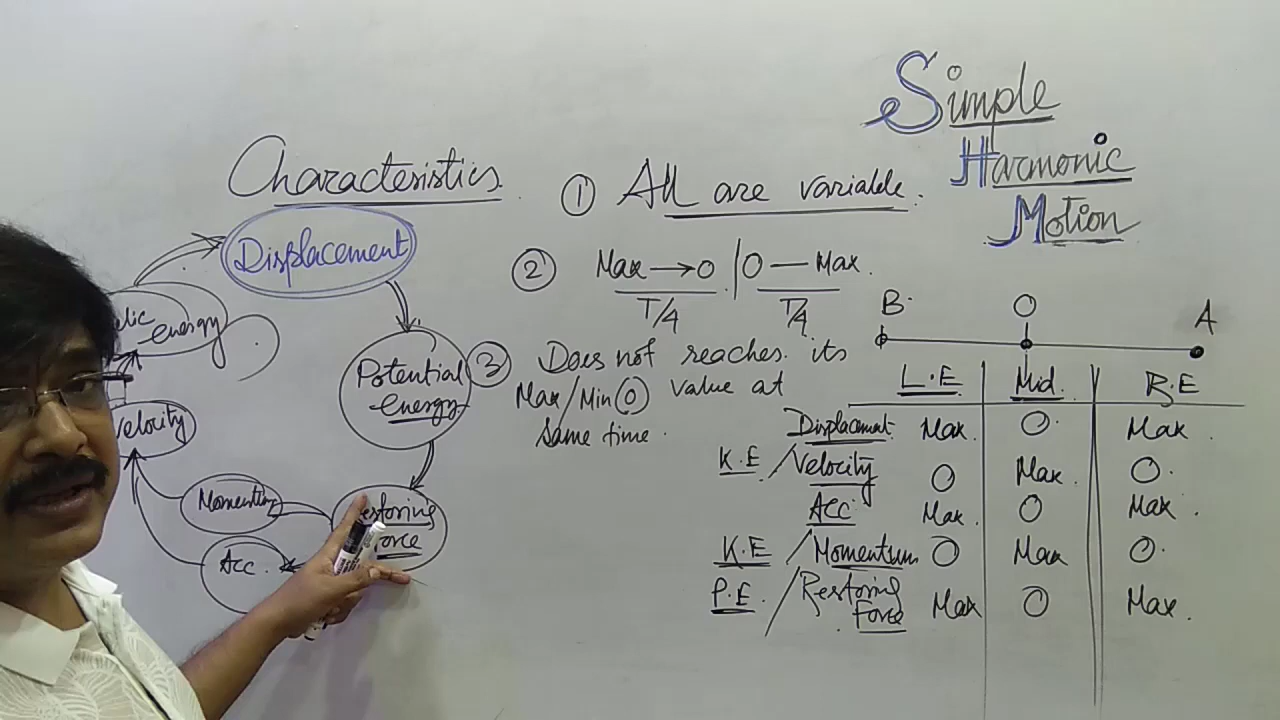 Simple
Harmonic
Motion
Characteristics.
① All are variable.
Displacement
② Max → 0 / 0 — Max.
T/4 T/4
Potential
energy
energy
Velocity
Momentum
Acc.
③ Does not reaches its
Max/Min(0) value at
same time.
B. O A
L.E Mid. R.E
Displacement Max. 0. Max.
K.E / Velocity 0 Max. 0.
Acc Max. 0 Max.
K.E / Momentum 0 Max 0.
P.E. / Restoring
Force Max 0 Max.